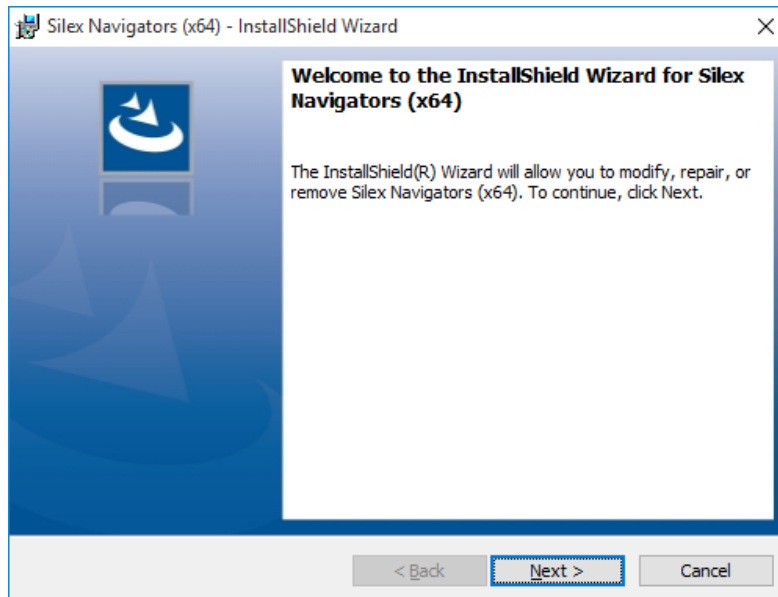 Silex Navigators (x64) - InstallShield Wizard
Welcome to the InstallShield Wizard for Silex
Navigators (x64)
The InstallShield(R) Wizard will allow you to modify, repair, or
remove Silex Navigators (x64). To continue, click Next.
< Back
Next >
Cancel